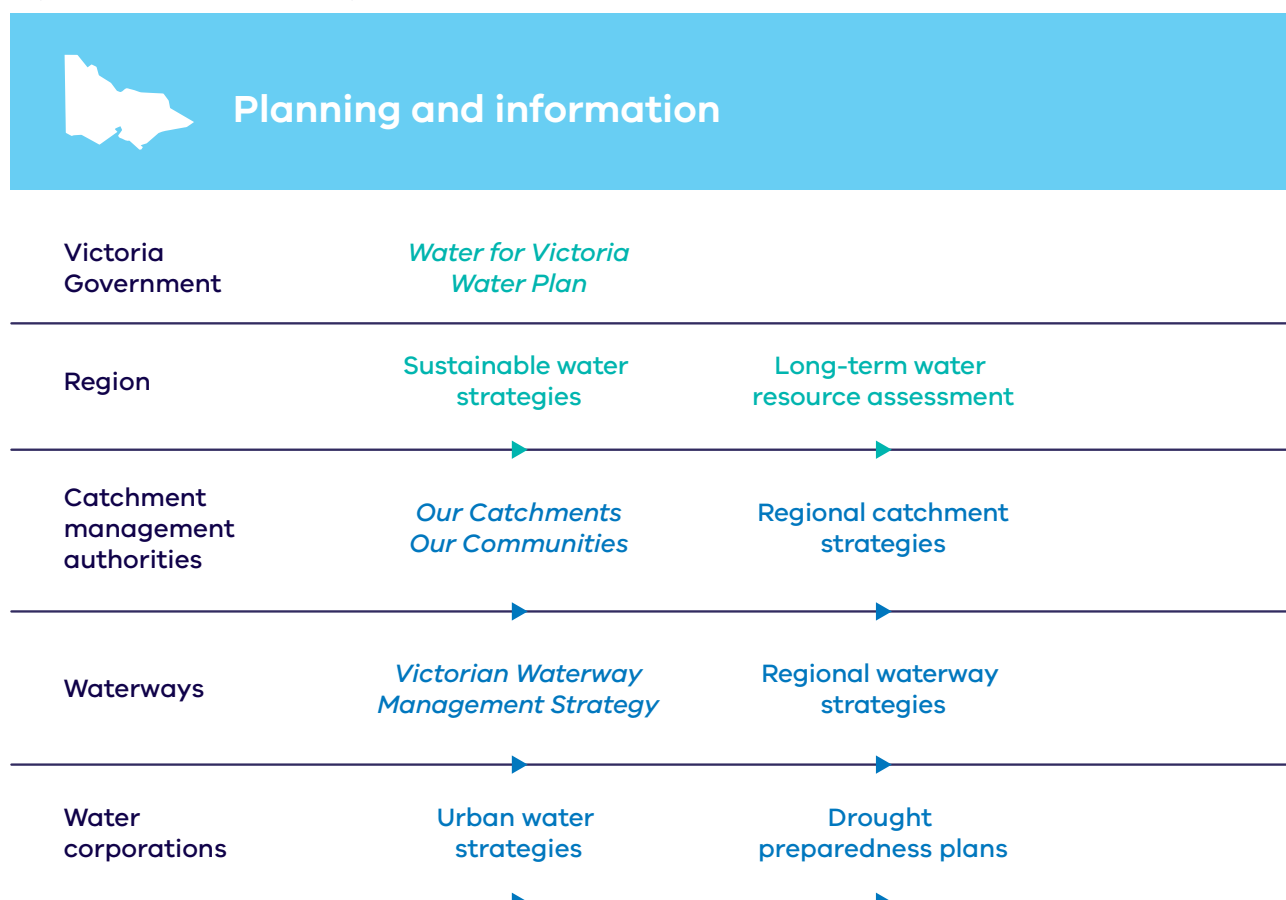 Planning and information
Victoria
Government
Water for Victoria
Water Plan
Region
Sustainable water
strategies
Long-term water
resource assessment
Catchment
management
authorities
Our Catchments
Our Communities
Regional catchment
strategies
Waterways
Victorian Waterway
Management Strategy
Regional waterway
strategies
Water
corporations
Urban water
strategies
Drought
preparedness plans